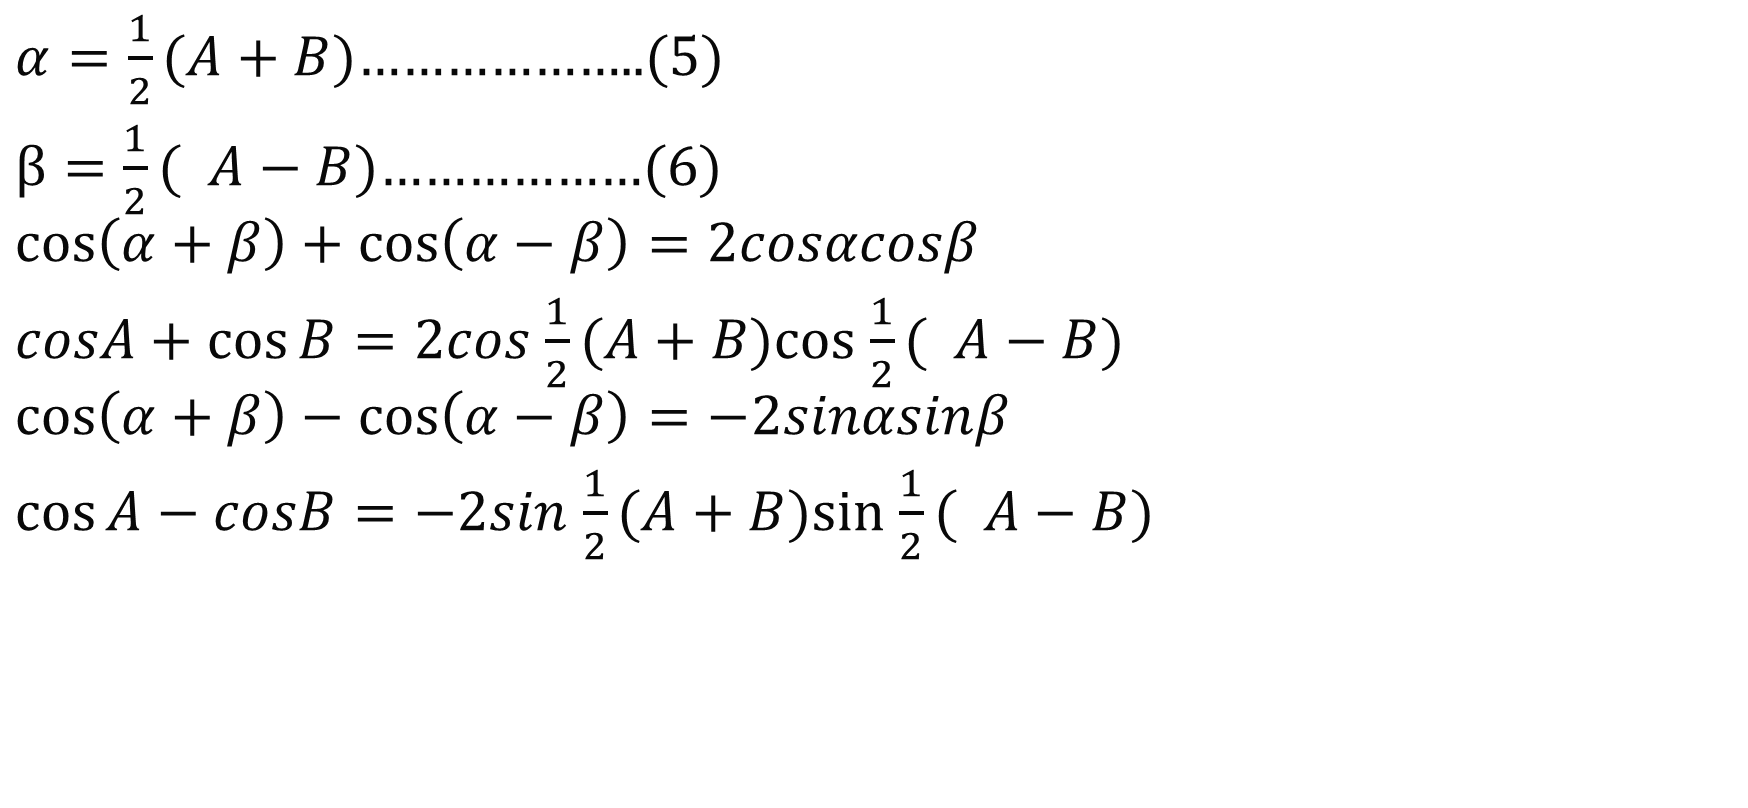 α = 1/2 (A + B)………………...(5)
β = 1/2 ( A − B)………………(6)
cos(α + β) + cos(α − β) = 2cosαcosβ
cosA + cos B = 2cos 1/2 (A + B)cos 1/2 ( A − B)
cos(α + β) − cos(α − β) = −2sinαsinβ
cos A − cosB = −2sin 1/2 (A + B)sin 1/2 ( A − B)